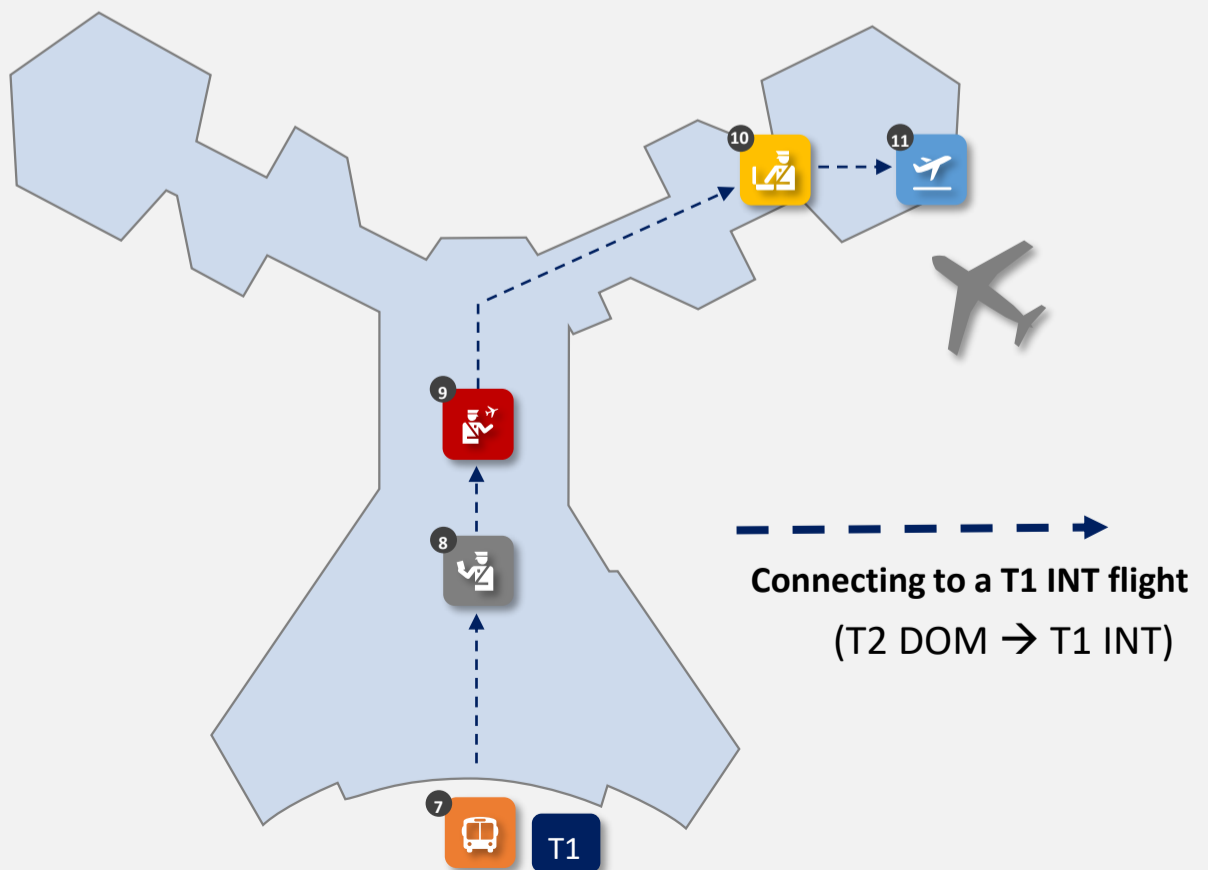 10
11
9
8
Connecting to a T1 INT flight
(T2 DOM → T1 INT)
7
T1